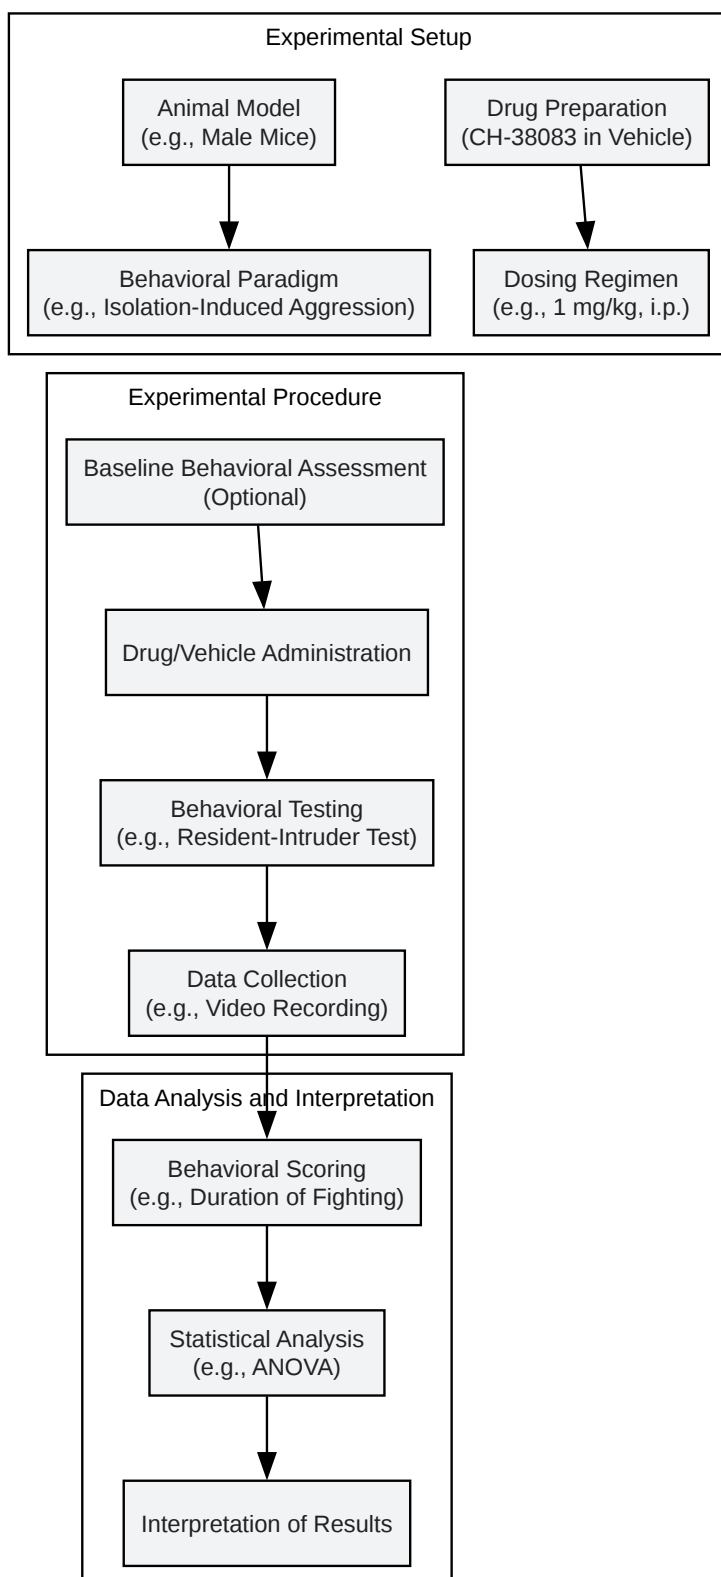 Experimental Setup
Animal Model
(e.g., Male Mice)
Drug Preparation
(CH-38083 in Vehicle)
Behavioral Paradigm
(e.g., Isolation-Induced Aggression)
Dosing Regimen
(e.g., 1 mg/kg, i.p.)
Experimental Procedure
Baseline Behavioral Assessment
(Optional)
Drug/Vehicle Administration
Behavioral Testing
(e.g., Resident-Intruder Test)
Data Collection
(e.g., Video Recording)
Data Analysis and Interpretation
Behavioral Scoring
(e.g., Duration of Fighting)
Statistical Analysis
(e.g., ANOVA)
Interpretation of Results